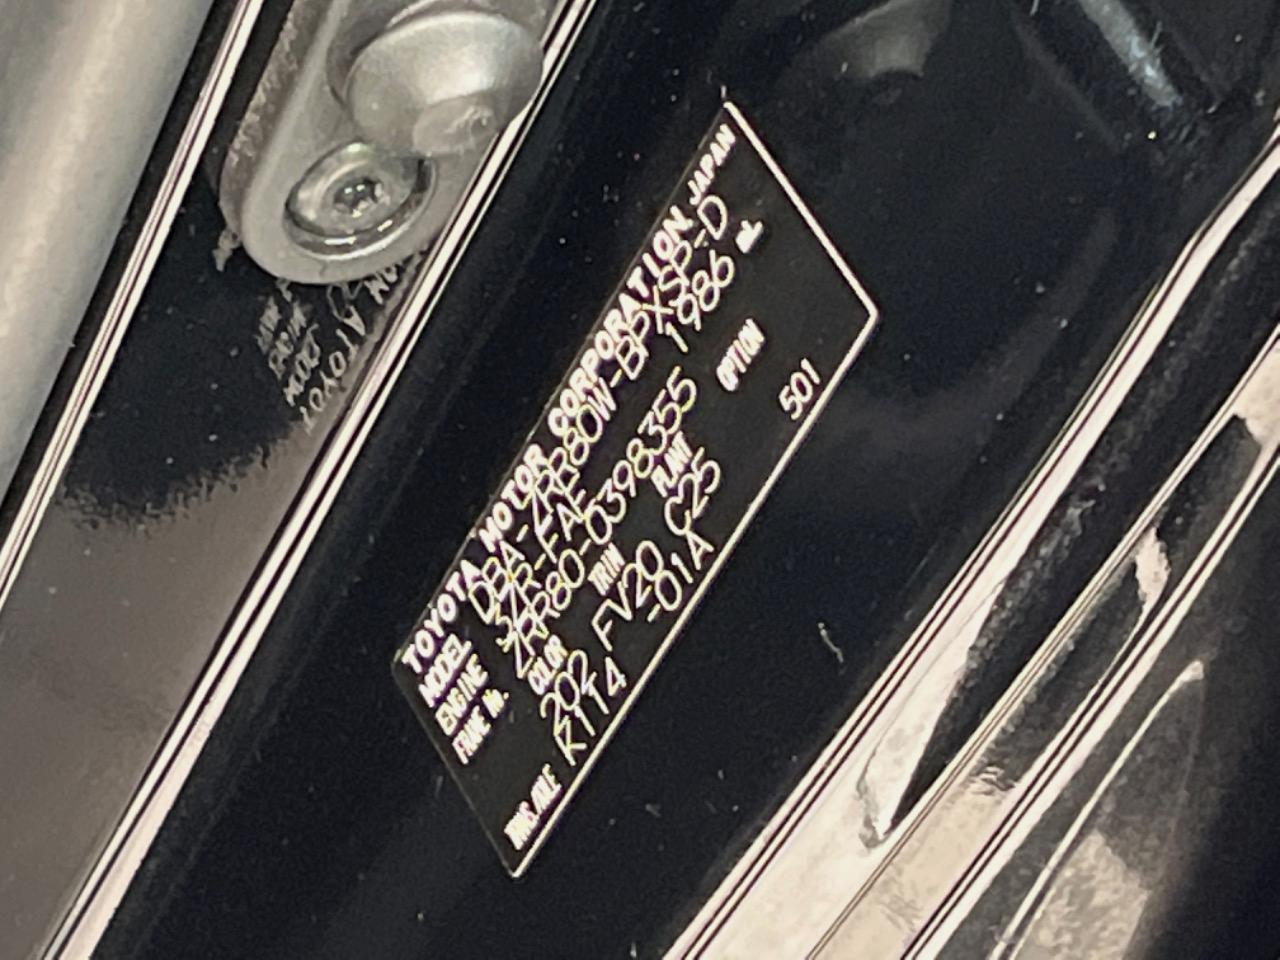 TOYOTA MOTOR CORPORATION JAPAN
MODEL DBA-ZRR80W-BPXSP-D
ENGINE 3ZR-FAE 1986 mL
FRAME No. ZRR80-0398355
COLOR TRIM PLANT OPTION
202 FV20 C25
TRANS./AXLE K114 -01A 501